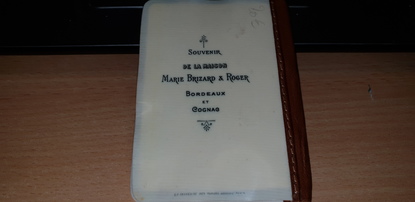 Souvenir
DE LA MAISON
Marie Brizard & Roger
Bordeaux
ET
Cognac